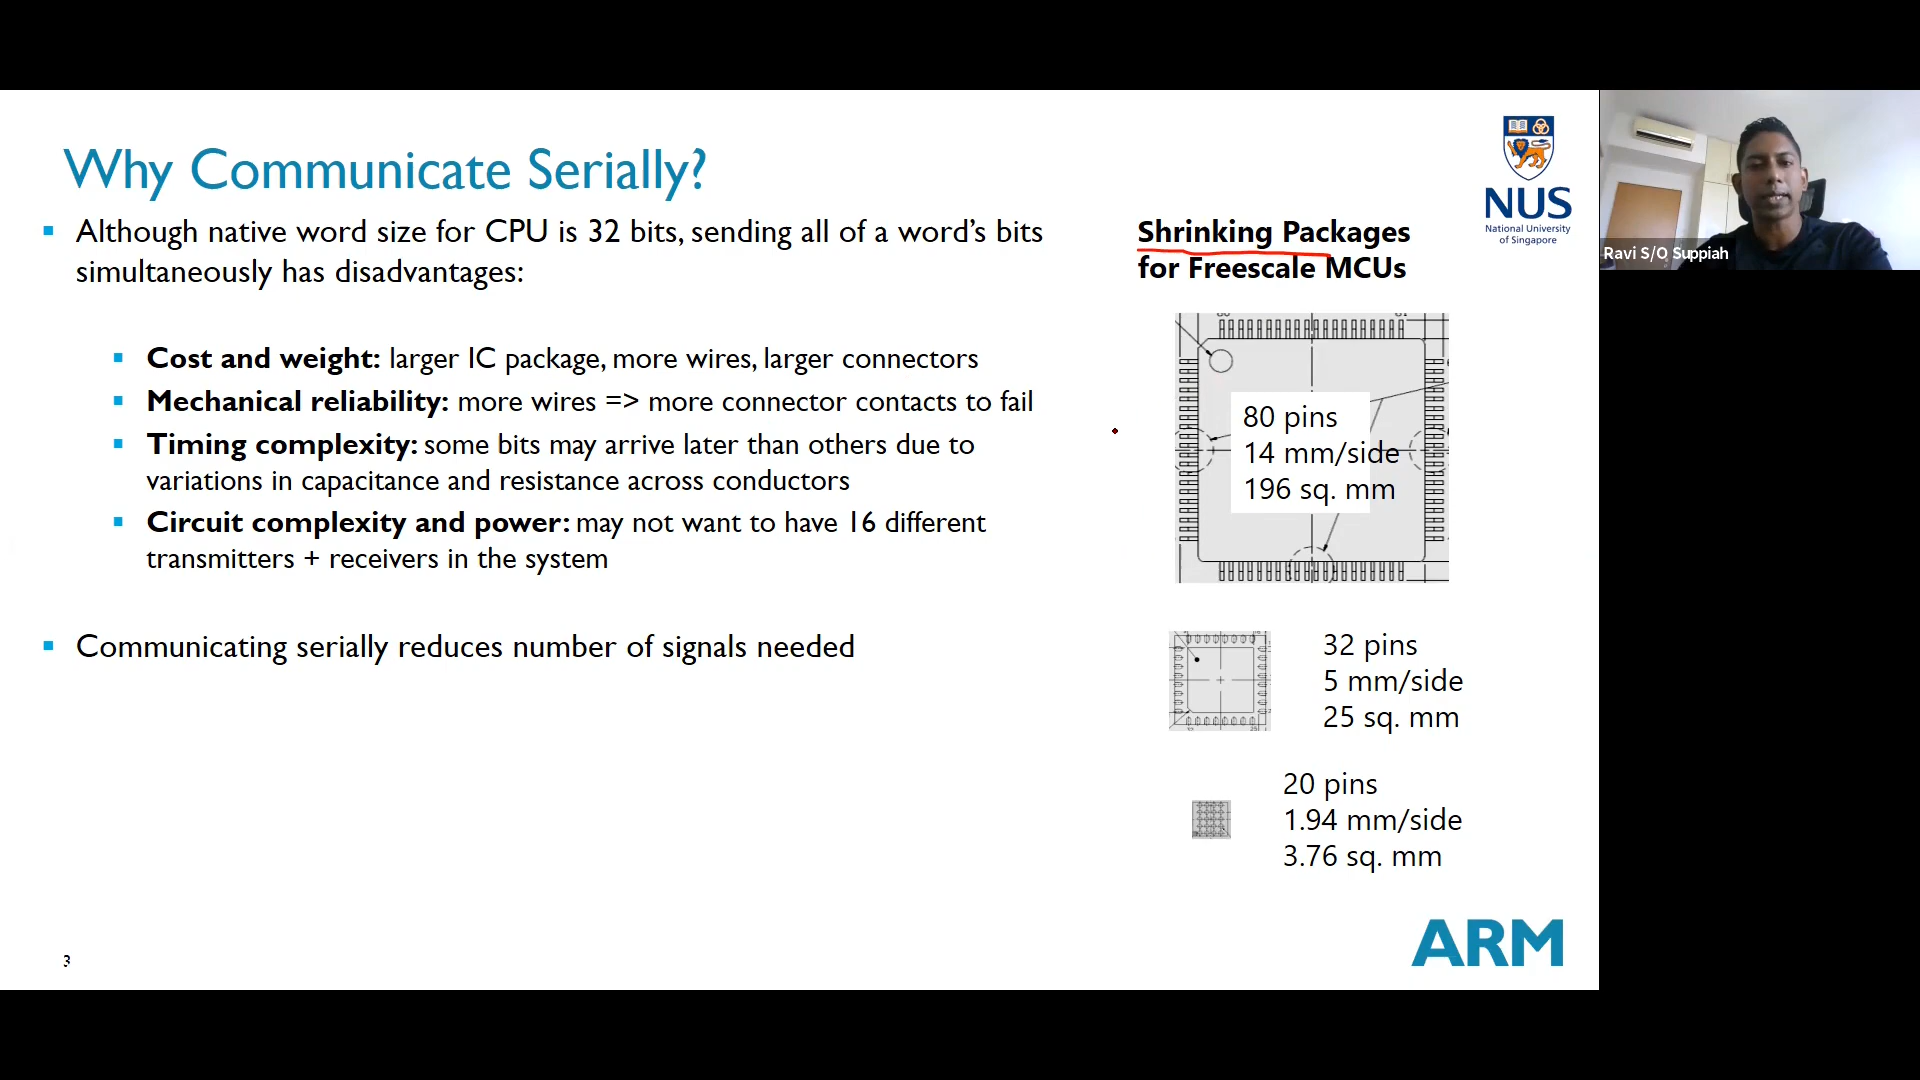 Why Communicate Serially?
Although native word size for CPU is 32 bits, sending all of a word's bits
simultaneously has disadvantages:
Cost and weight: larger IC package, more wires, larger connectors
Mechanical reliability: more wires => more connector contacts to fail
Timing complexity: some bits may arrive later than others due to
variations in capacitance and resistance across conductors
Circuit complexity and power: may not want to have 16 different
transmitters + receivers in the system
Communicating serially reduces number of signals needed
3
Shrinking Packages
for Freescale MCUs
80 pins
14 mm/side
196 sq. mm
32 pins
5 mm/side
25 sq. mm
20 pins
1.94 mm/side
3.76 sq. mm
NUS
National University
of Singapore
ARM
Ravi S/O Suppiah